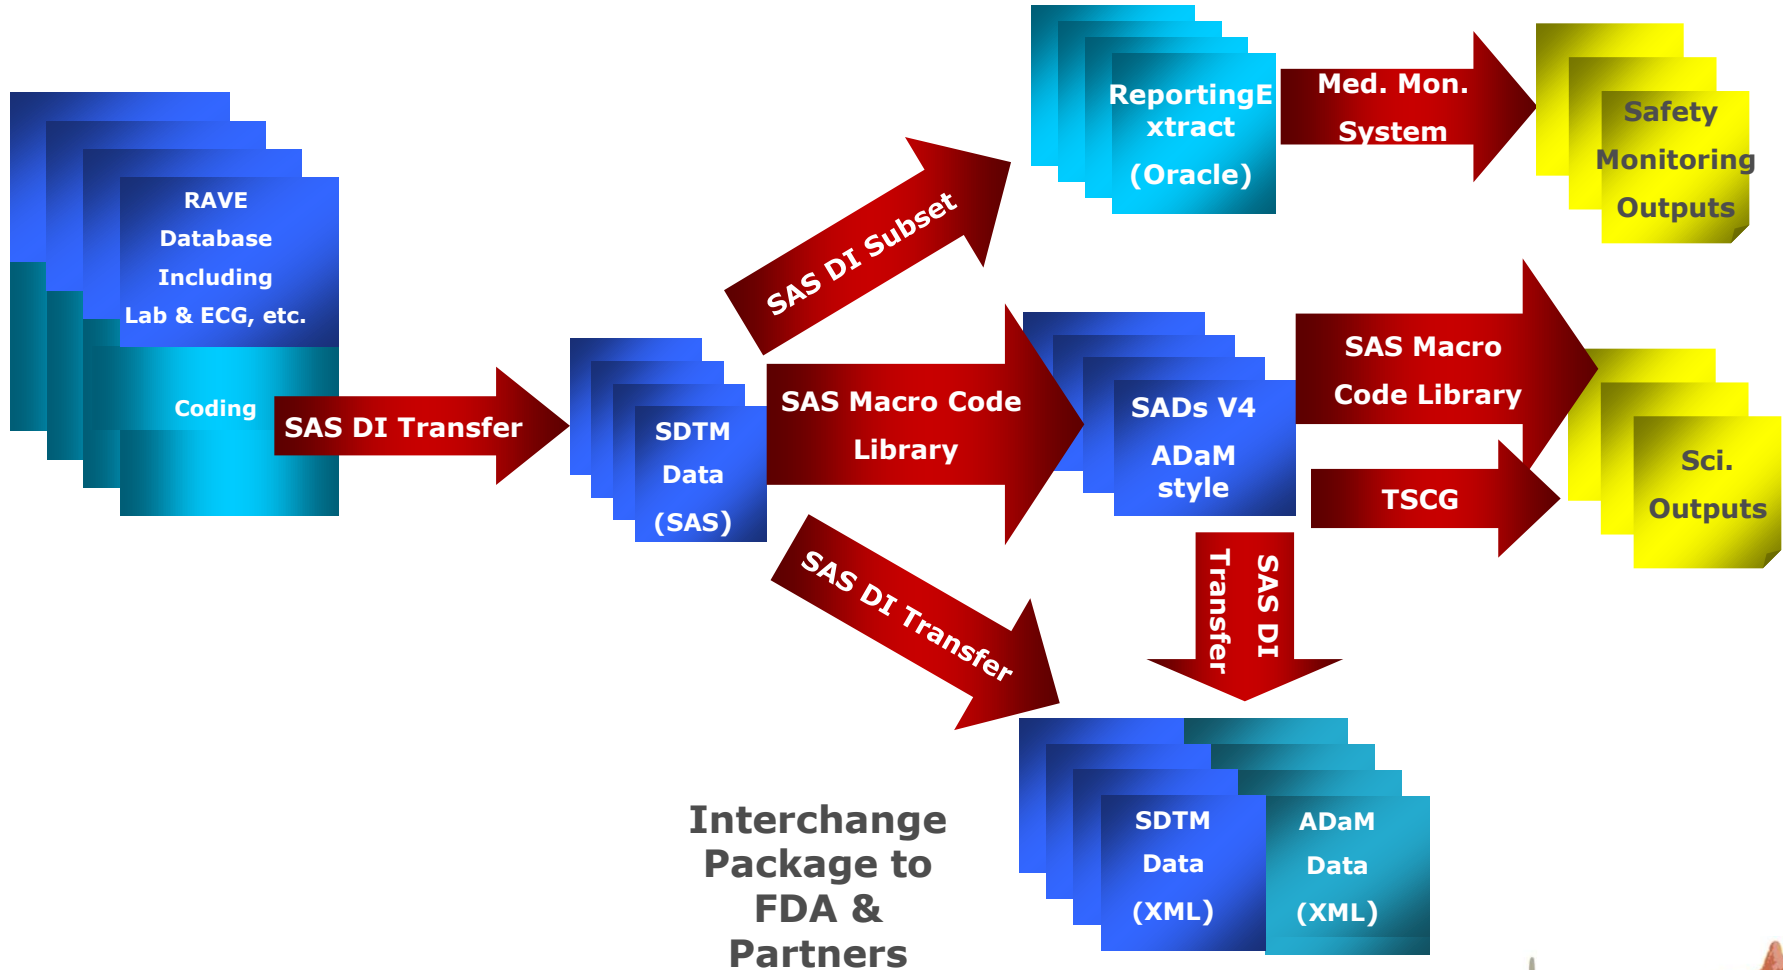 RAVE
Database
Including
Lab & ECG, etc.
Coding
SAS DI Transfer
SDTM
Data
(SAS)
SAS DI Subset
ReportingE
xtract
(Oracle)
Med. Mon.
System
Safety
Monitoring
Outputs
SAS Macro Code
Library
SADs V4
ADaM
style
SAS Macro
Code Library
TSCG
Sci.
Outputs
SAS DI Transfer
SAS DI
Transfer
Interchange
Package to
FDA &
Partners
SDTM
Data
(XML)
ADaM
Data
(XML)